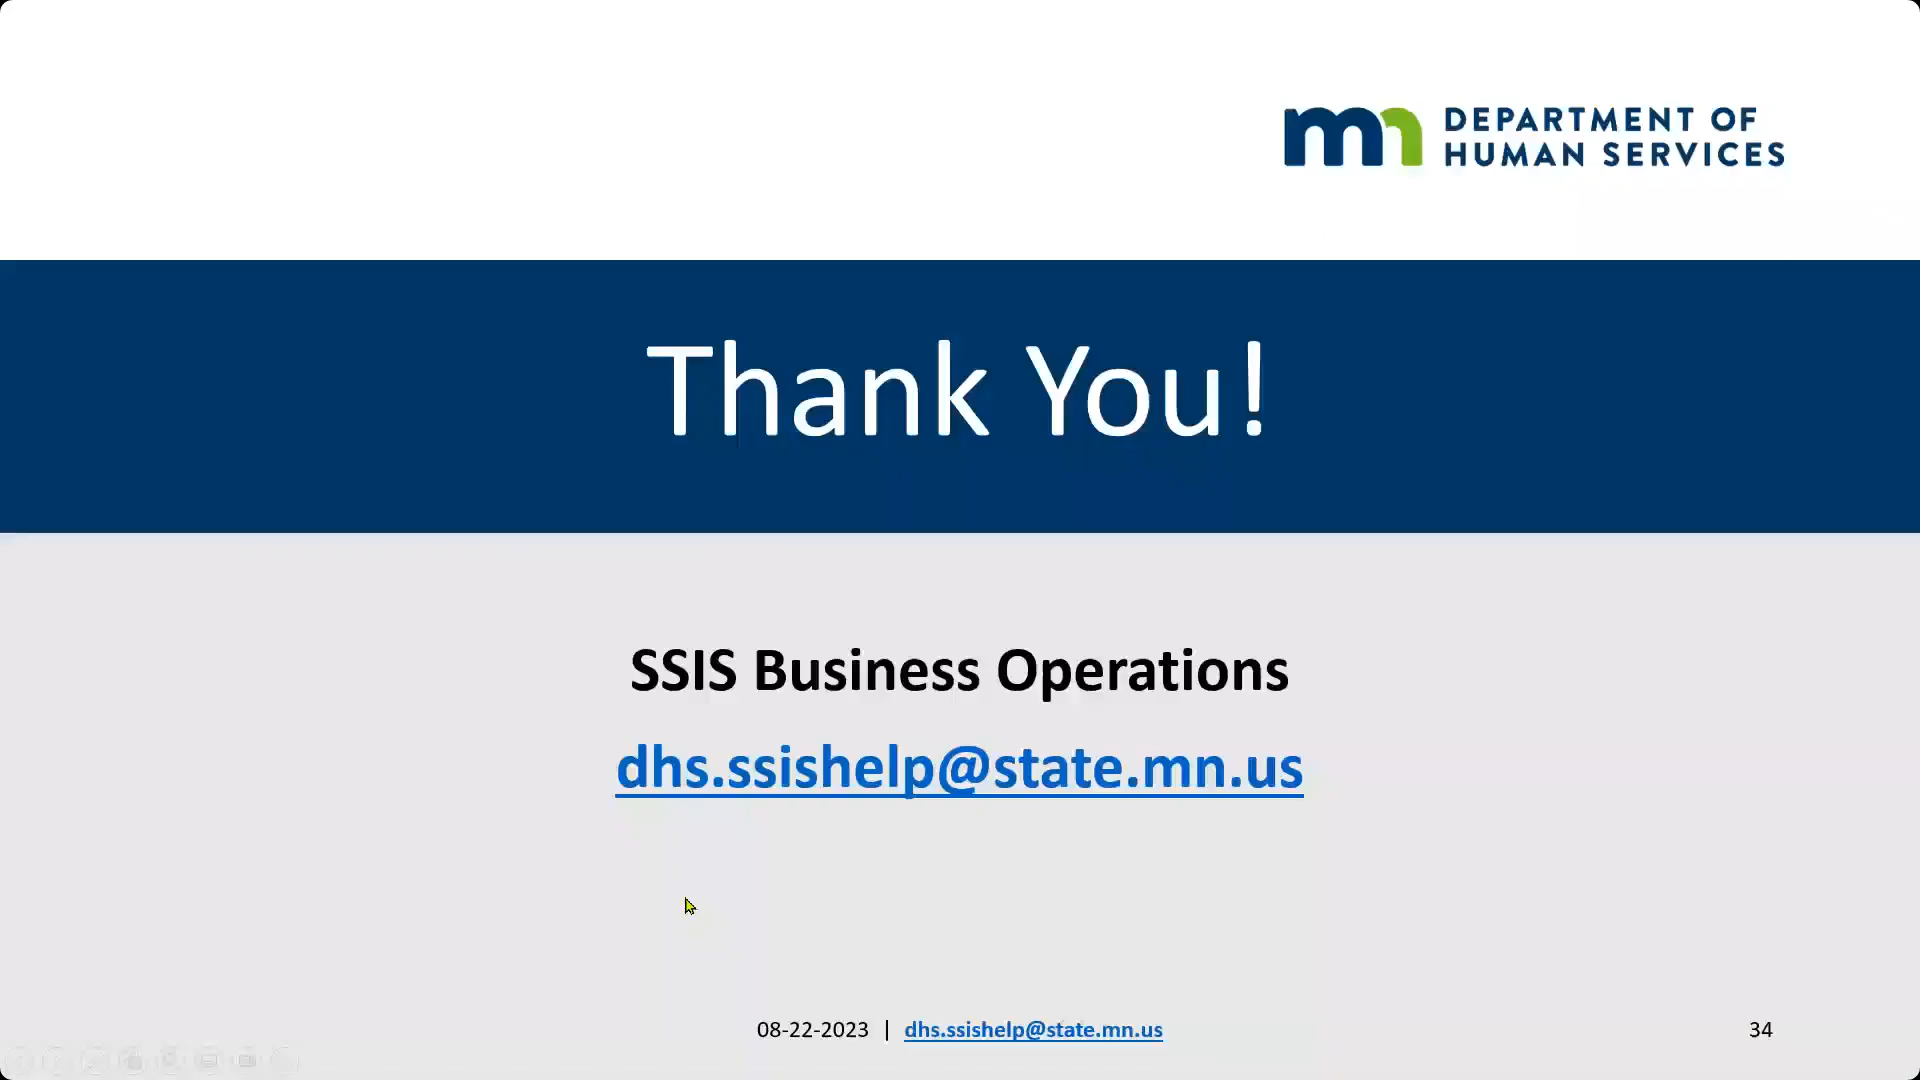 mn DEPARTMENT OF
HUMAN SERVICES
Thank You!
SSIS Business Operations
dhs.ssishelp@state.mn.us
08-22-2023 | dhs.ssishelp@state.mn.us
34